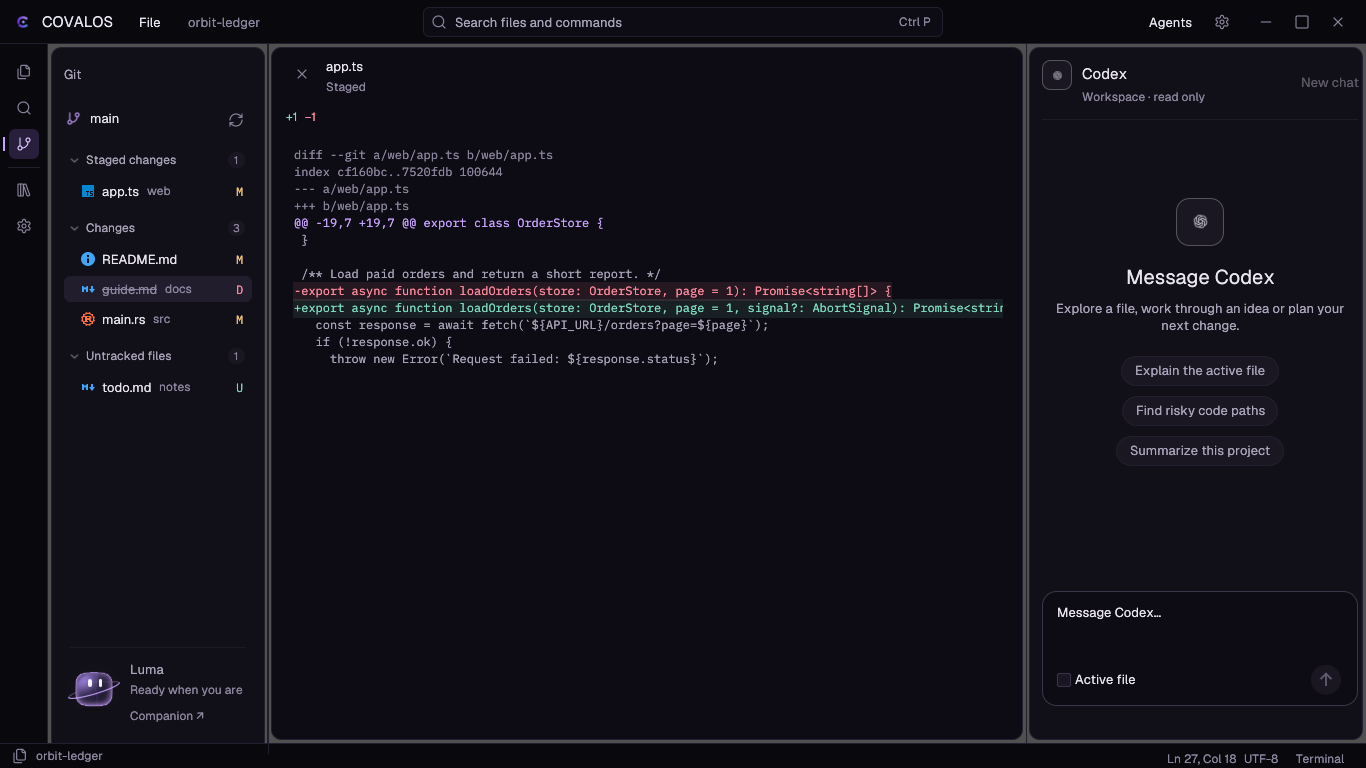 COVALOS File orbit-ledger Search files and commands Ctrl P Agents
Git
main
Staged changes 1
app.ts web M
Changes 3
README.md M
guide.md docs D
main.rs src M
Untracked files 1
todo.md notes U
Luma
Ready when you are
Companion ↗
app.ts
Staged
+1 −1
diff --git a/web/app.ts b/web/app.ts
index cf160bc..7520fdb 100644
--- a/web/app.ts
+++ b/web/app.ts
@@ -19,7 +19,7 @@ export class OrderStore {
 }
 /** Load paid orders and return a short report. */
-export async function loadOrders(store: OrderStore, page = 1): Promise<string[]> {
+export async function loadOrders(store: OrderStore, page = 1, signal?: AbortSignal): Promise<strin
   const response = await fetch(`${API_URL}/orders?page=${page}`);
   if (!response.ok) {
     throw new Error(`Request failed: ${response.status}`);
Codex
Workspace · read only
New chat
Message Codex
Explore a file, work through an idea or plan your
next change.
Explain the active file
Find risky code paths
Summarize this project
Message Codex…
Active file
orbit-ledger Ln 27, Col 18 UTF-8 Terminal